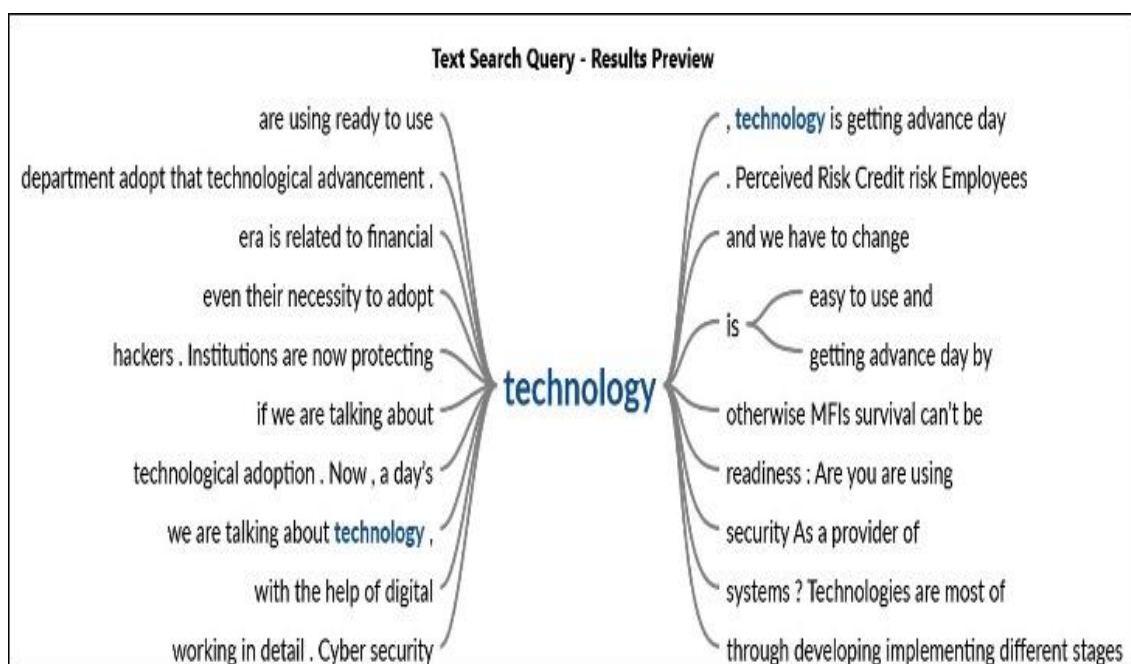 Text Search Query - Results Preview
are using ready to use
department adopt that technological advancement .
era is related to financial
even their necessity to adopt
hackers . Institutions are now protecting
if we are talking about
technological adoption . Now , a day's
we are talking about technology ,
with the help of digital
working in detail . Cyber security
technology
, technology is getting advance day
. Perceived Risk Credit risk Employees
and we have to change
is
easy to use and
getting advance day by
otherwise MFIs survival can't be
readiness : Are you are using
security As a provider of
systems ? Technologies are most of
through developing implementing different stages